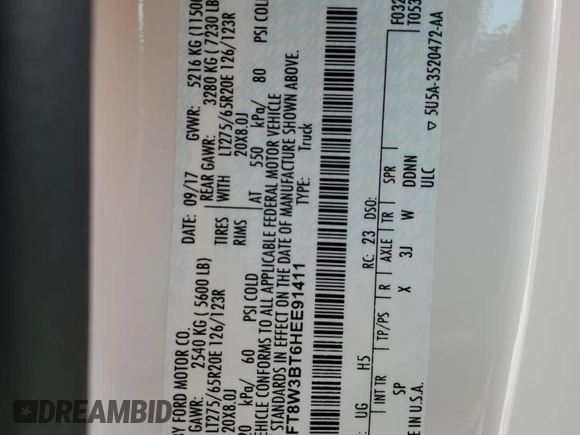 BY FORD MOTOR CO.
DATE: 09/17 GVWR: 5216 KG (11500
2540 KG ( 5600 LB) REAR GAWR: 3280 KG ( 7230 LB
LT275/65R20E 126/123R TIRES WITH LT275/65R20E 126/123R
20X8.0J RIMS 20X8.0J
kPa/ 60 PSI COLD AT 550 kPa/ 80 PSI COLD
VEHICLE CONFORMS TO ALL APPLICABLE FEDERAL MOTOR VEHICLE
STANDARDS IN EFFECT ON THE DATE OF MANUFACTURE SHOWN ABOVE.
FT8W3BT6HEE91411 TYPE: Truck
F032
T053
UG H5 RC: 23 DSO:
INT TR TP/PS R AXLE TR SPR
SP X 3J W DDNN
IN U.S.A. ULC
5U5A-3520472-AA
DREAMBID